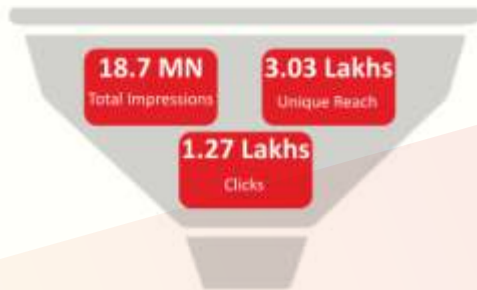 18.7 MN
Total Impressions
3.03 Lakhs
Unique Reach
1.27 Lakhs
Clicks